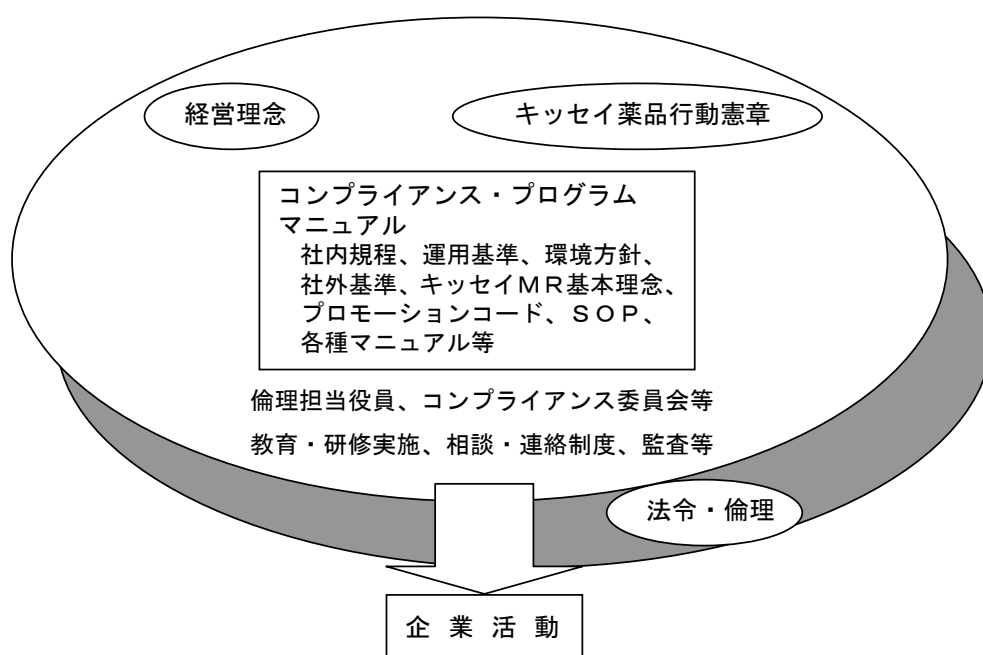 経営理念
キッセイ薬品行動憲章
コンプライアンス・プログラム
マニュアル
社内規程、運用基準、環境方針、
社外基準、キッセイＭＲ基本理念、
プロモーションコード、ＳＯＰ、
各種マニュアル等
倫理担当役員、コンプライアンス委員会等
教育・研修実施、相談・連絡制度、監査等
法令・倫理
企 業 活 動